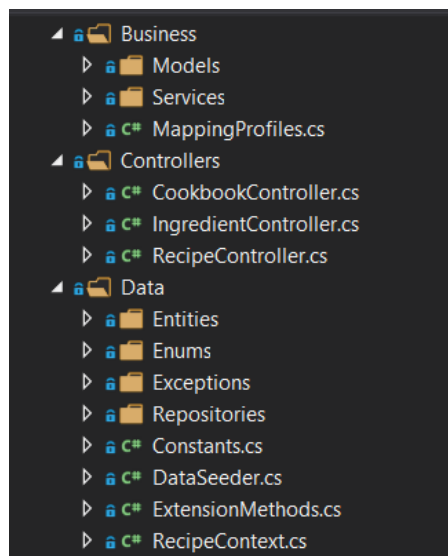 Business
Models
Services
C# MappingProfiles.cs
Controllers
C# CookbookController.cs
C# IngredientController.cs
C# RecipeController.cs
Data
Entities
Enums
Exceptions
Repositories
C# Constants.cs
C# DataSeeder.cs
C# ExtensionMethods.cs
C# RecipeContext.cs